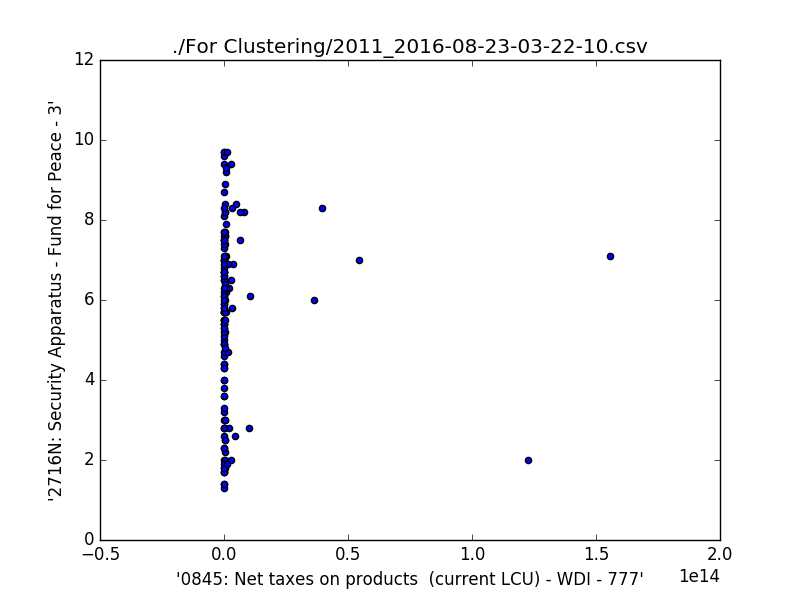 ./For Clustering/2011_2016-08-23-03-22-10.csv
12
10
8
6
4
2
0
'2716N: Security Apparatus - Fund for Peace - 3'
−0.5 0.0 0.5 1.0 1.5 2.0
1e14
'0845: Net taxes on products  (current LCU) - WDI - 777'